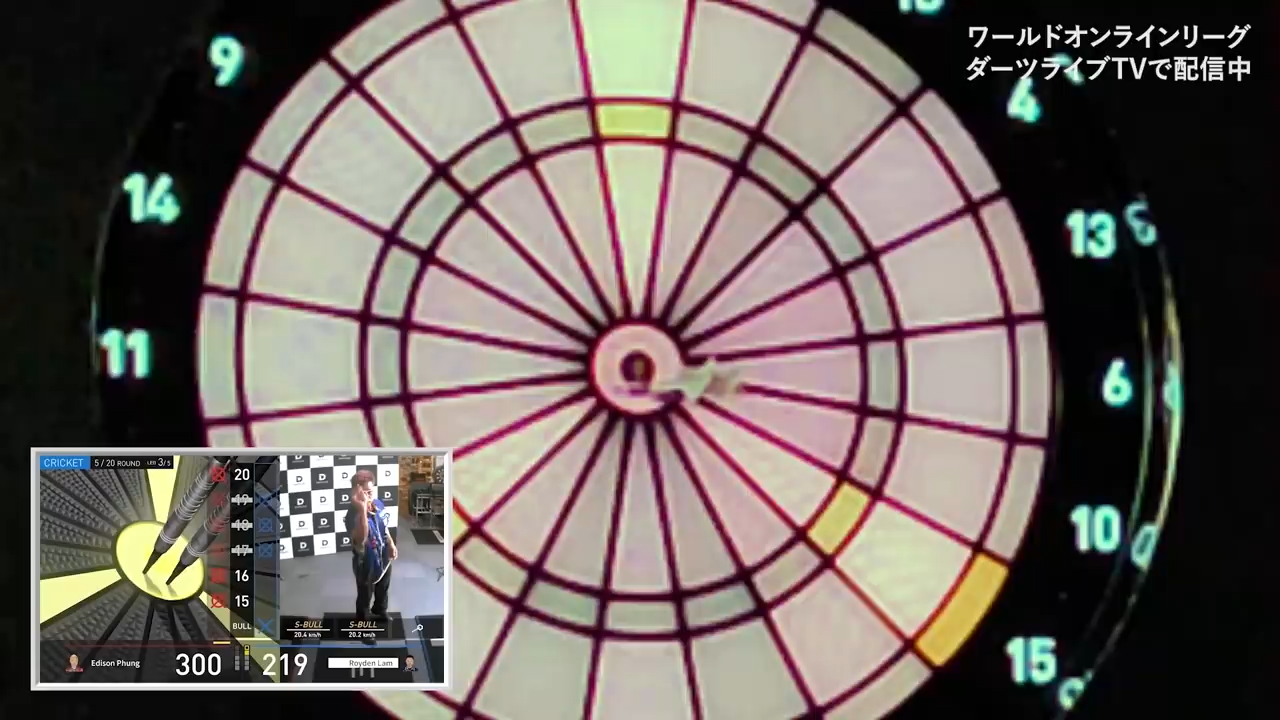 ワールドオンラインリーグ
ダーツライブTVで配信中
9
4
14
13
11
6
10
15
CRICKET
5/20 ROUND
LEG 3/5
20
19
18
17
16
15
BULL
S-BULL
S-BULL
20.4 km/h
20.2 km/h
Edison Phung
300
219
Royden Lam